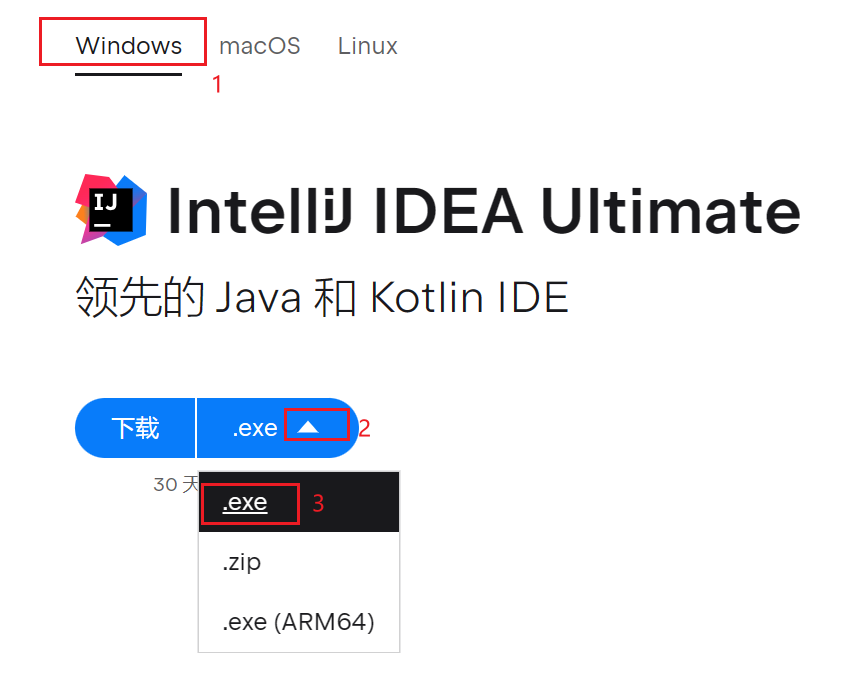 Windows macOS Linux
1
IJ
IntelliJ IDEA Ultimate
领先的 Java 和 Kotlin IDE
下载 .exe 2
30 天
.exe 3
.zip
.exe (ARM64)